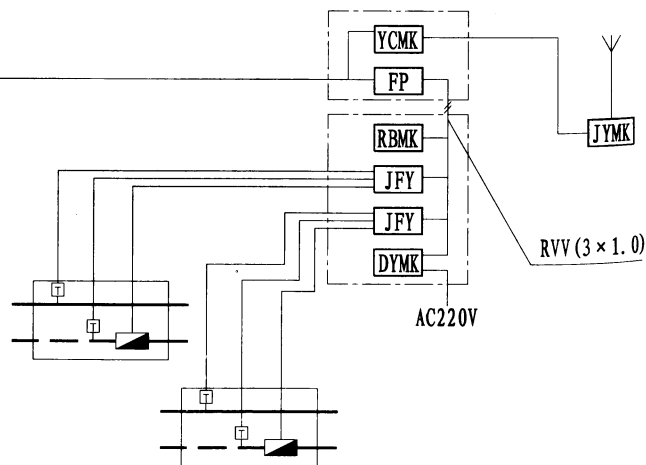 YCMK
FP
JYMK
RBMK
JFY
JFY
RVV(3×1.0)
DYMK
AC220V
T
T
T
T